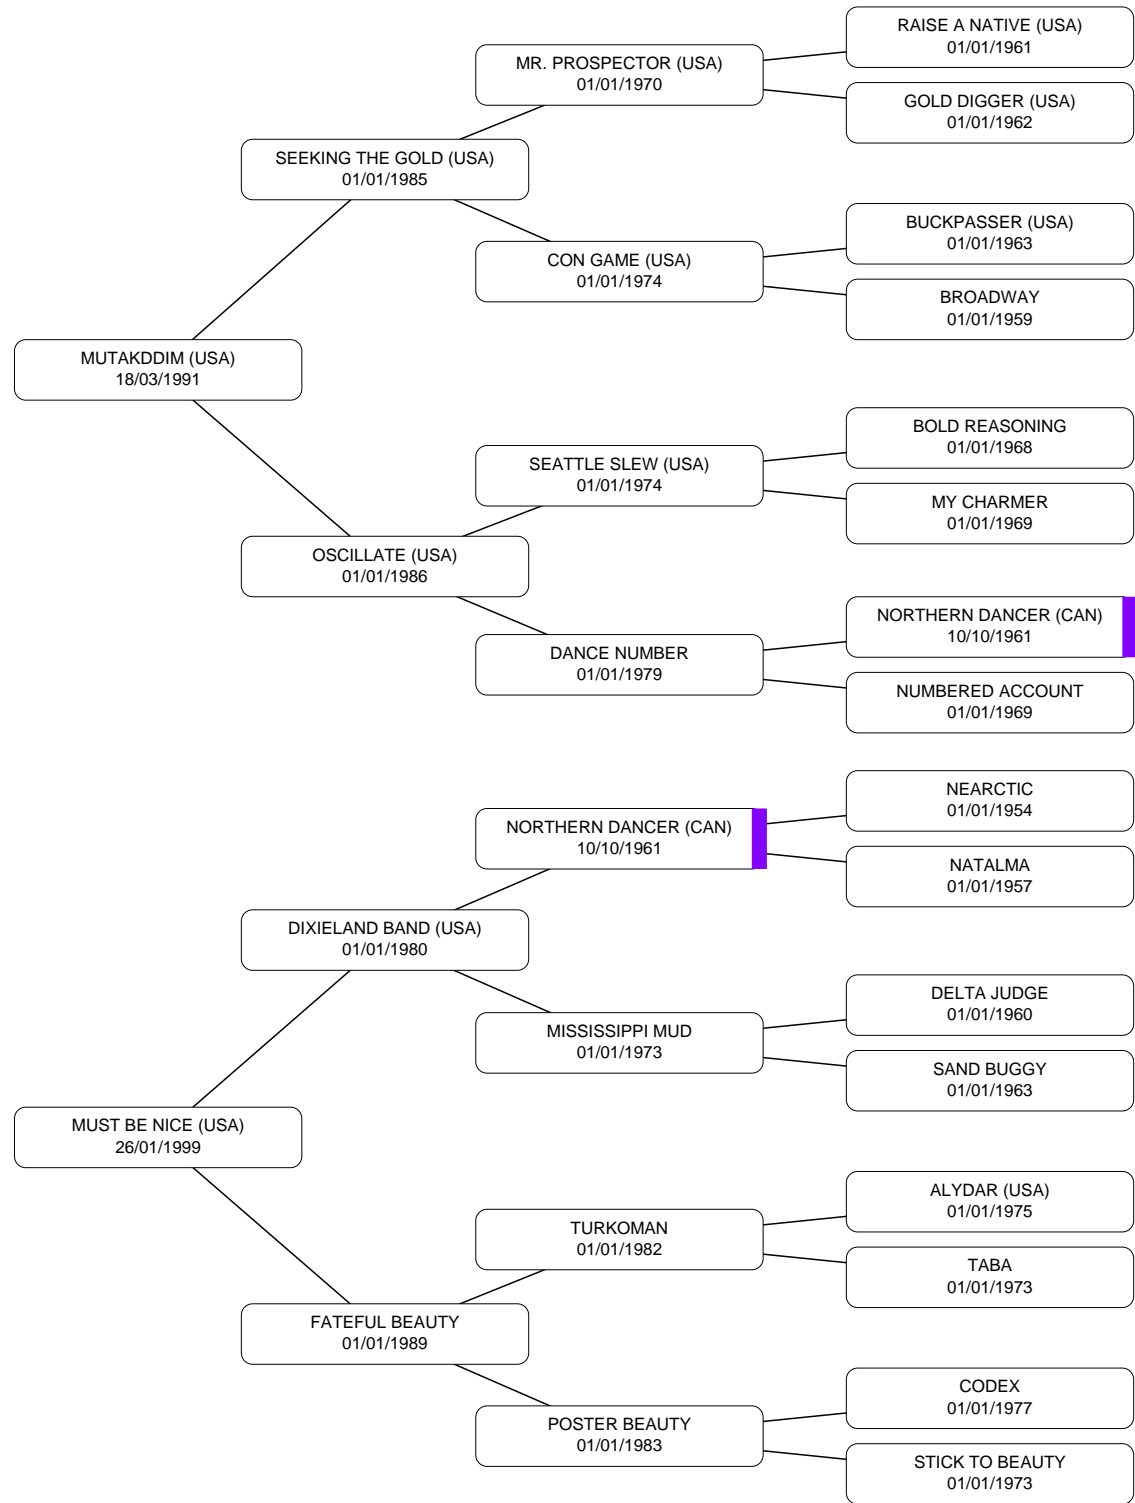 RAISE A NATIVE (USA)
01/01/1961
MR. PROSPECTOR (USA)
01/01/1970
GOLD DIGGER (USA)
01/01/1962
SEEKING THE GOLD (USA)
01/01/1985
BUCKPASSER (USA)
01/01/1963
CON GAME (USA)
01/01/1974
BROADWAY
01/01/1959
MUTAKDDIM (USA)
18/03/1991
BOLD REASONING
01/01/1968
SEATTLE SLEW (USA)
01/01/1974
MY CHARMER
01/01/1969
OSCILLATE (USA)
01/01/1986
NORTHERN DANCER (CAN)
10/10/1961
DANCE NUMBER
01/01/1979
NUMBERED ACCOUNT
01/01/1969
NEARCTIC
01/01/1954
NORTHERN DANCER (CAN)
10/10/1961
NATALMA
01/01/1957
DIXIELAND BAND (USA)
01/01/1980
DELTA JUDGE
01/01/1960
MISSISSIPPI MUD
01/01/1973
SAND BUGGY
01/01/1963
MUST BE NICE (USA)
26/01/1999
ALYDAR (USA)
01/01/1975
TURKOMAN
01/01/1982
TABA
01/01/1973
FATEFUL BEAUTY
01/01/1989
CODEX
01/01/1977
POSTER BEAUTY
01/01/1983
STICK TO BEAUTY
01/01/1973